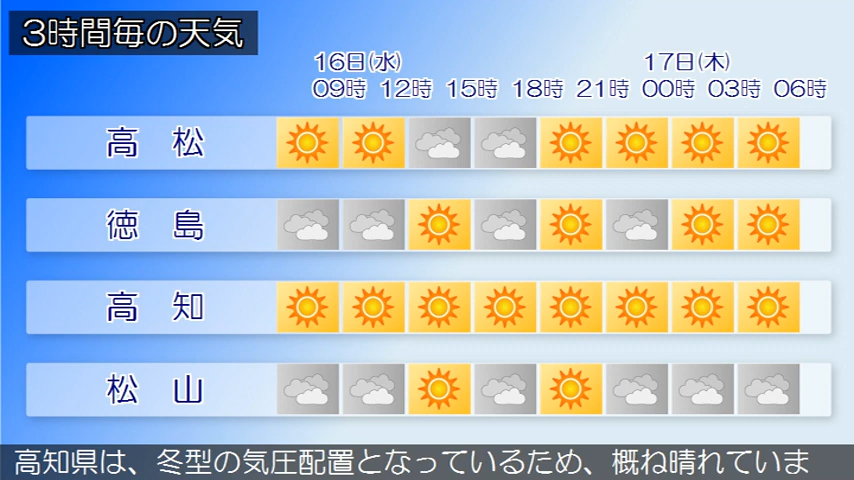 3時間毎の天気
16日(水) 17日(木)
09時 12時 15時 18時 21時 00時 03時 06時
高 松
徳 島
高 知
松 山
高知県は、冬型の気圧配置となっているため、概ね晴れていま